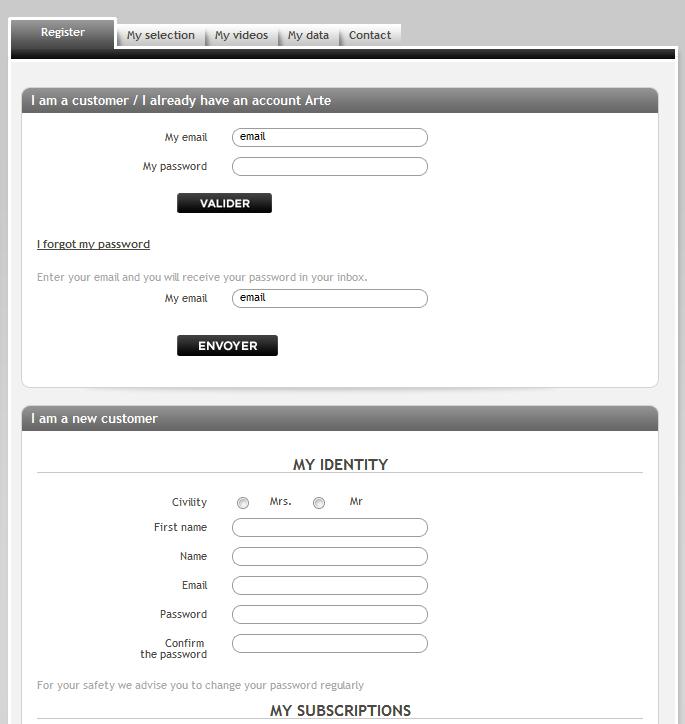 Register My selection My videos My data Contact
I am a customer / I already have an account Arte
My email email
My password
VALIDER
I forgot my password
Enter your email and you will receive your password in your inbox.
My email email
ENVOYER
I am a new customer
MY IDENTITY
Civility Mrs. Mr
First name
Name
Email
Password
Confirm
the password
For your safety we advise you to change your password regularly
MY SUBSCRIPTIONS